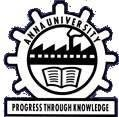 ANNA UNIVERSITY
PROGRESS THROUGH KNOWLEDGE